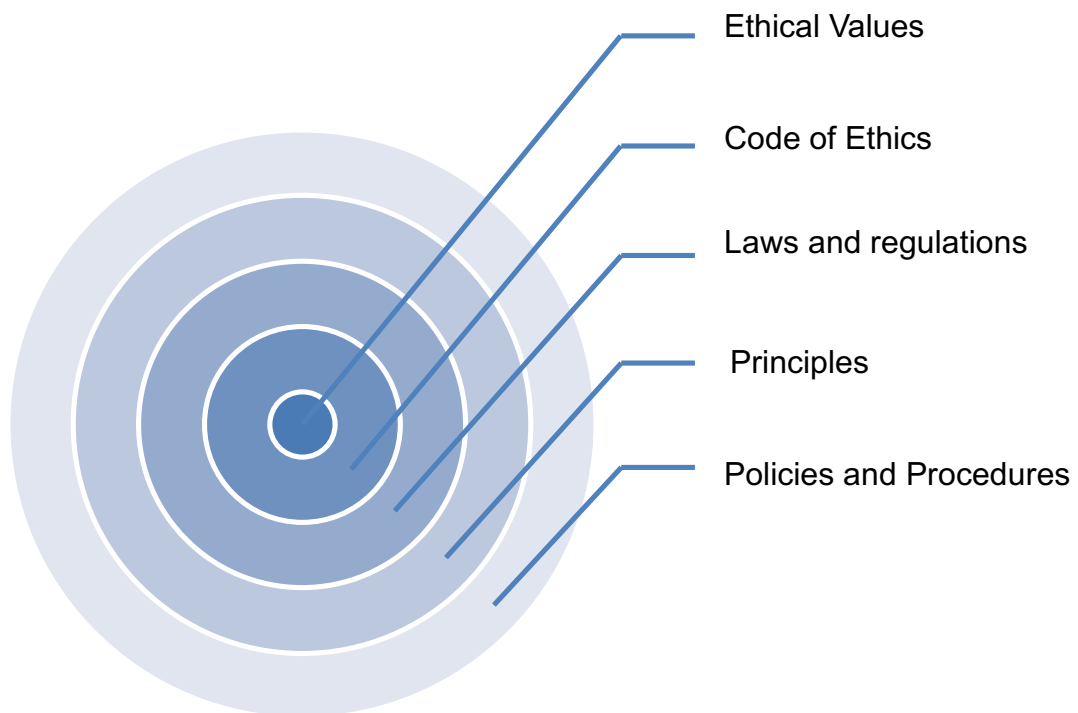 Ethical Values
Code of Ethics
Laws and regulations
Principles
Policies and Procedures